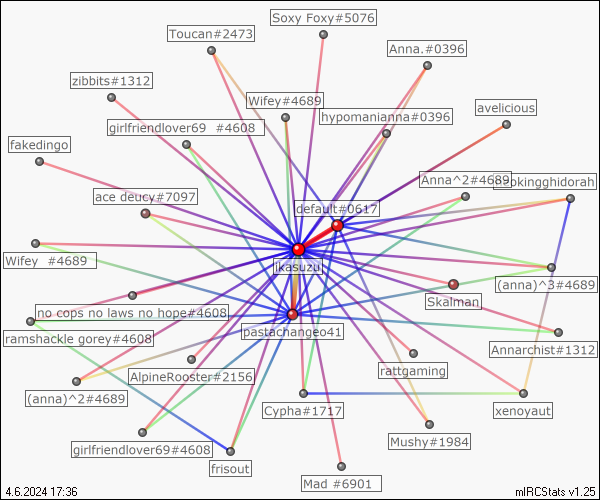 Soxy Foxy#5076
Toucan#2473
Anna.#0396
zibbits#1312
Wifey#4689
avelicious
hypomanianna#0396
girlfriendlover69 #4608
fakedingo
Anna^2#4689
okingghidorah
ace deucy#7097
default#0617
Wifey #4689
jkasuzu
(anna)^3#4689
Skalman
no cops no laws no hope#4608
pastachangeo41
ramshackle gorey#4608
Annarchist#1312
AlpineRooster#2156
rattgaming
(anna)^2#4689
Cypha#1717
xenoyaut
Mushy#1984
girlfriendlover69#4608
frisout
Mad #6901
4.6.2024 17:36
mIRCStats v1.25